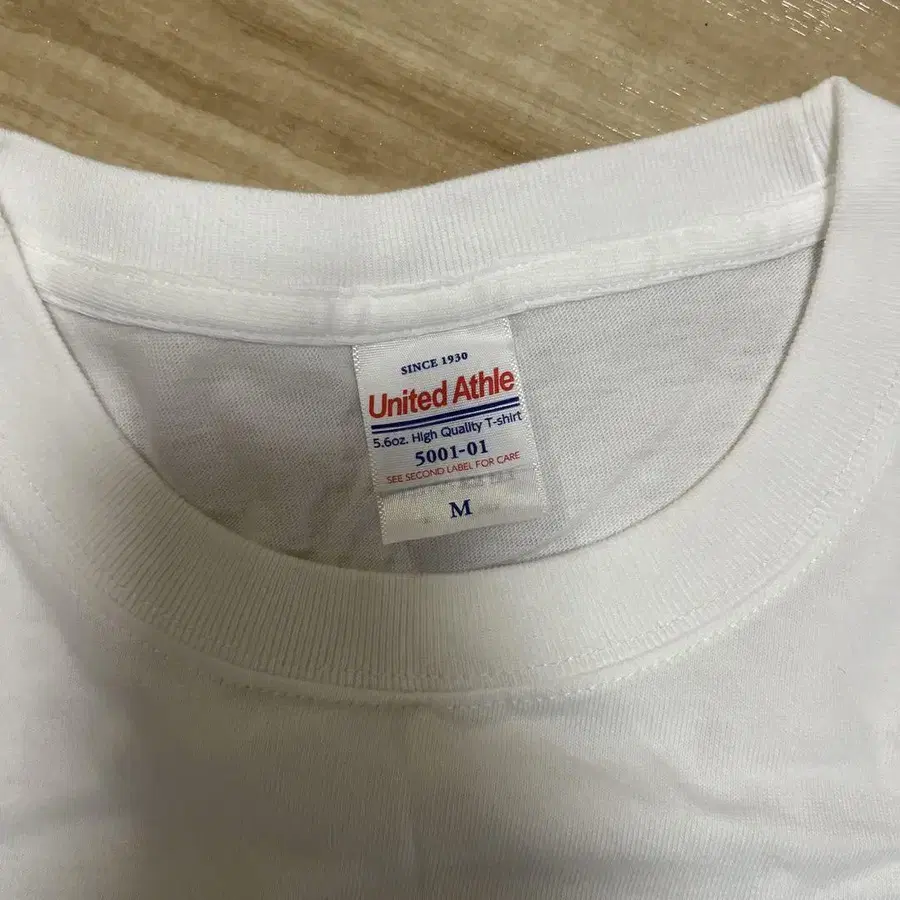 SINCE 1930
United Athle
5.6oz. High Quality T-shirt
5001-01
SEE SECOND LABEL FOR CARE
M